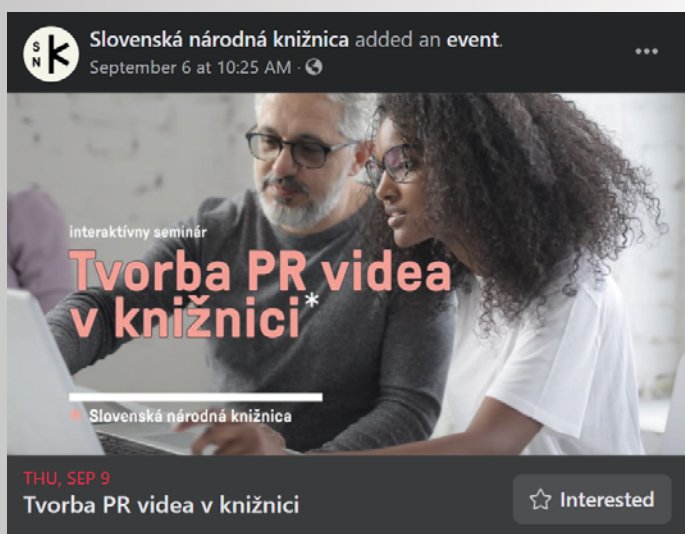 SN k
Slovenská národná knižnica added an event.
September 6 at 10:25 AM ·
interaktívny seminár
Tvorba PR videa
v knižnici*
* Slovenská národná knižnica
THU, SEP 9
Tvorba PR videa v knižnici
Interested